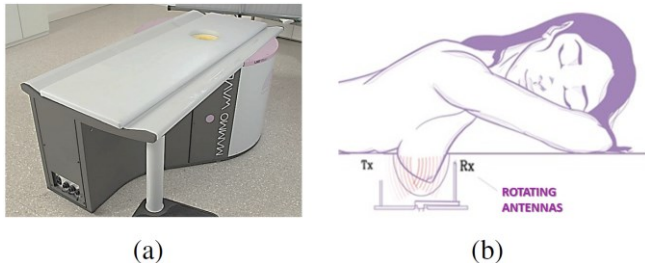 MAMMO WAVE
Tx
Rx
ROTATING
ANTENNAS
(a)
(b)